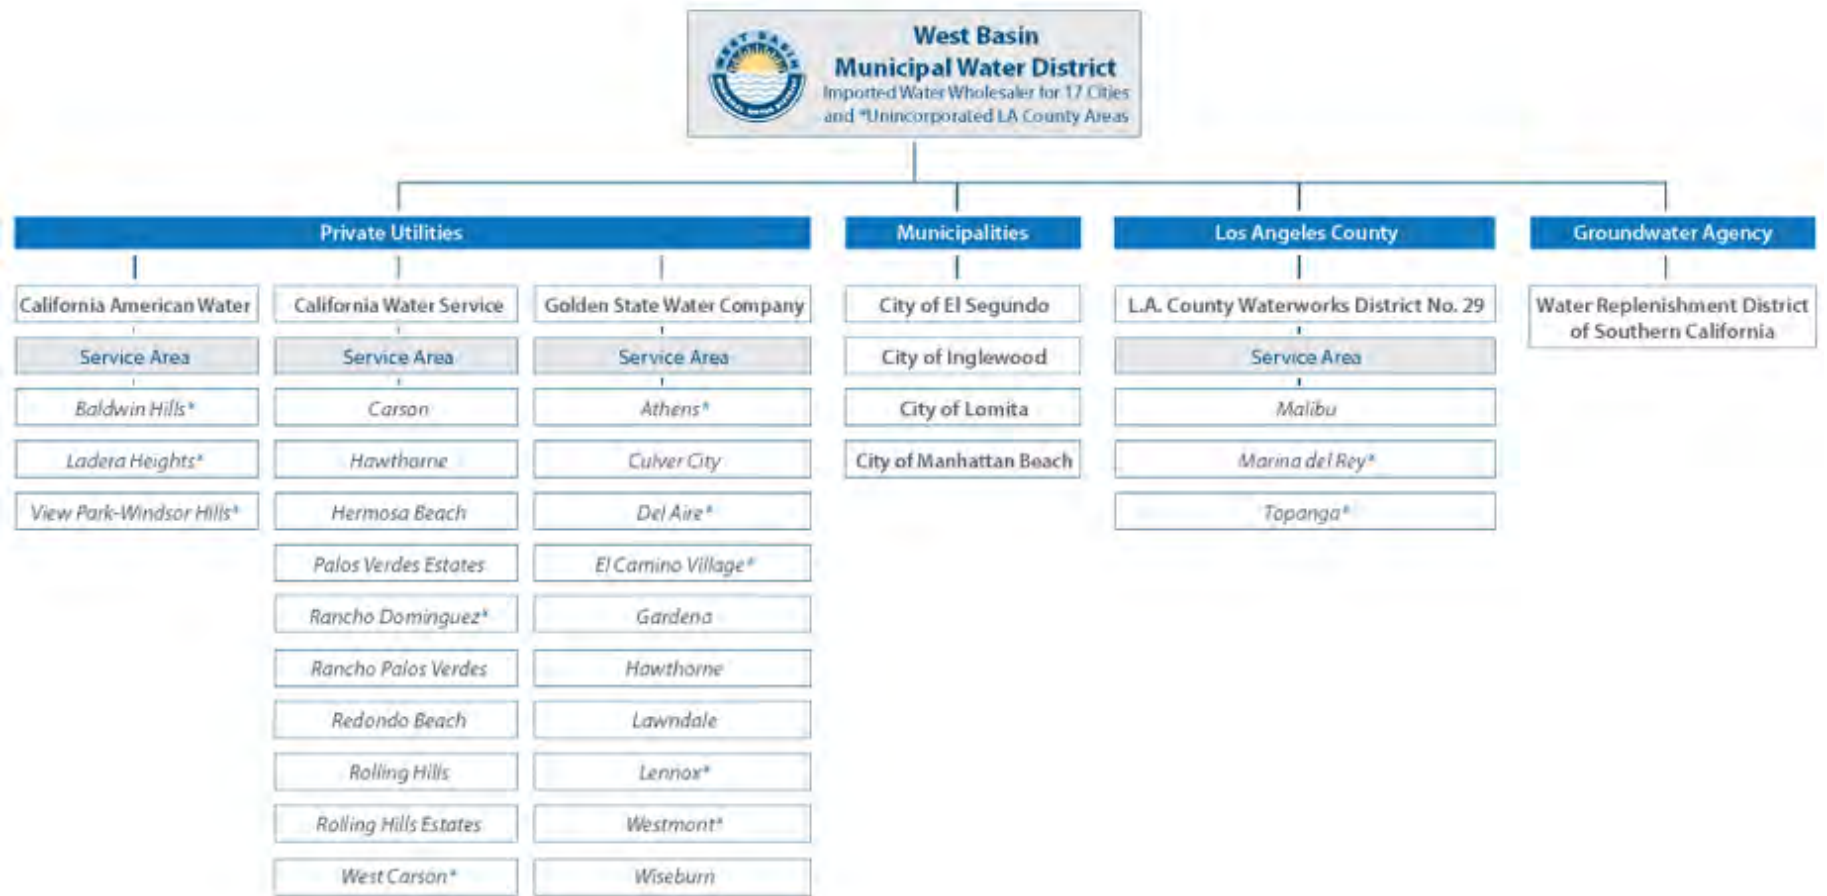 WEST BASIN
MUNICIPAL WATER DISTRICT
West Basin
Municipal Water District
Imported Water Wholesaler for 17 Cities
and *Unincorporated LA County Areas
Private Utilities
California American Water
Service Area
Baldwin Hills*
Ladera Heights*
View Park-Windsor Hills*
California Water Service
Service Area
Carson
Hawthorne
Hermosa Beach
Palos Verdes Estates
Rancho Dominguez*
Rancho Palos Verdes
Redondo Beach
Rolling Hills
Rolling Hills Estates
West Carson*
Golden State Water Company
Service Area
Athens*
Culver City
Del Aire*
El Camino Village*
Gardena
Hawthorne
Lawndale
Lennox*
Westmont*
Wiseburn
Municipalities
City of El Segundo
City of Inglewood
City of Lomita
City of Manhattan Beach
Los Angeles County
L.A. County Waterworks District No. 29
Service Area
Malibu
Marina del Rey*
Topanga*
Groundwater Agency
Water Replenishment District
of Southern California